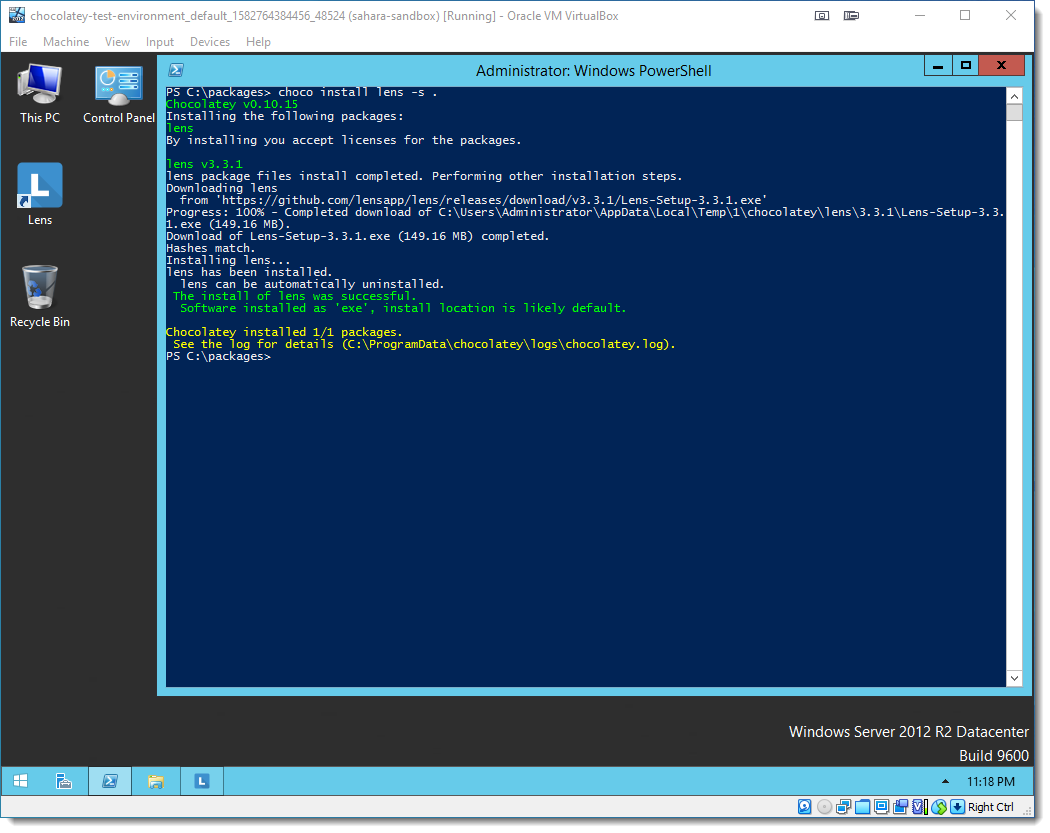 chocolatey-test-environment_default_1582764384456_48524 (sahara-sandbox) [Running] - Oracle VM VirtualBox
File Machine View Input Devices Help
Administrator: Windows PowerShell
This PC
Control Panel
L
Lens
Recycle Bin
PS C:\packages> choco install lens -s .
Chocolatey v0.10.15
Installing the following packages:
lens
By installing you accept licenses for the packages.
lens v3.3.1
lens package files install completed. Performing other installation steps.
Downloading lens
from 'https://github.com/lensapp/lens/releases/download/v3.3.1/Lens-Setup-3.3.1.exe'
Progress: 100% - Completed download of C:\Users\Administrator\AppData\Local\Temp\1\chocolatey\lens\3.3.1\Lens-Setup-3.3.
1.exe (149.16 MB).
Download of Lens-Setup-3.3.1.exe (149.16 MB) completed.
Hashes match.
Installing lens...
lens has been installed.
lens can be automatically uninstalled.
The install of lens was successful.
Software installed as 'exe', install location is likely default.
Chocolatey installed 1/1 packages.
See the log for details (C:\ProgramData\chocolatey\logs\chocolatey.log).
PS C:\packages>
Windows Server 2012 R2 Datacenter
Build 9600
L
11:18 PM
Right Ctrl